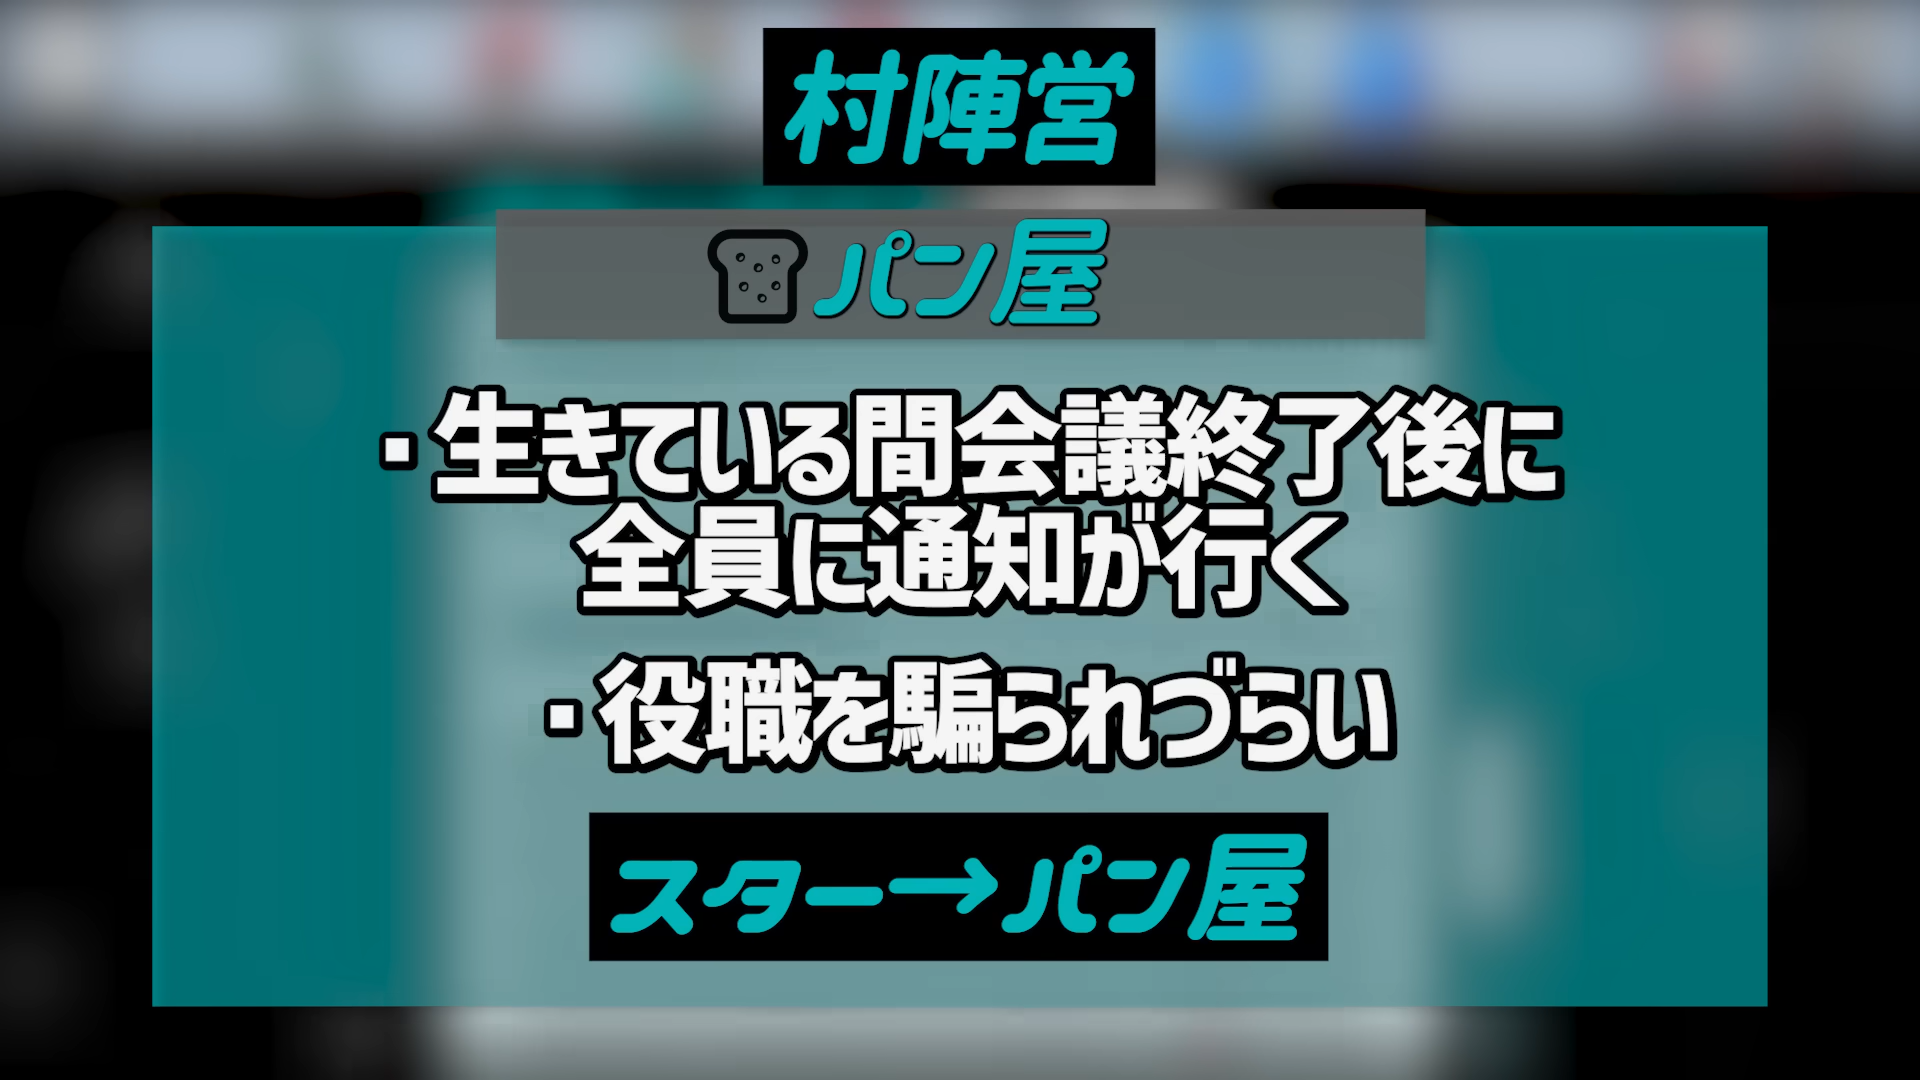 村陣営
パン屋
・生きている間会議終了後に
全員に通知が行く
・役職を騙られづらい
スター→パン屋